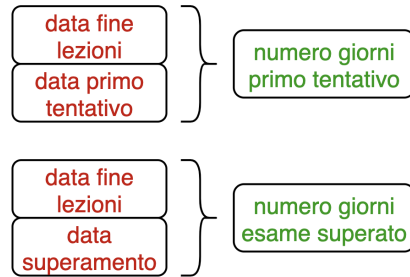 data fine
lezioni
data primo
tentativo
numero giorni
primo tentativo
data fine
lezioni
data
superamento
numero giorni
esame superato